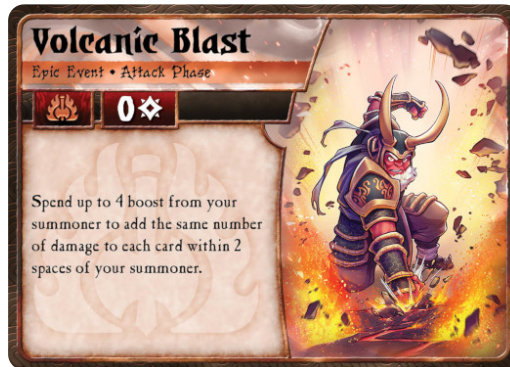 Volcanic Blast
Epic Event • Attack Phase
0
Spend up to 4 boost from your
summoner to add the same number
of damage to each card within 2
spaces of your summoner.